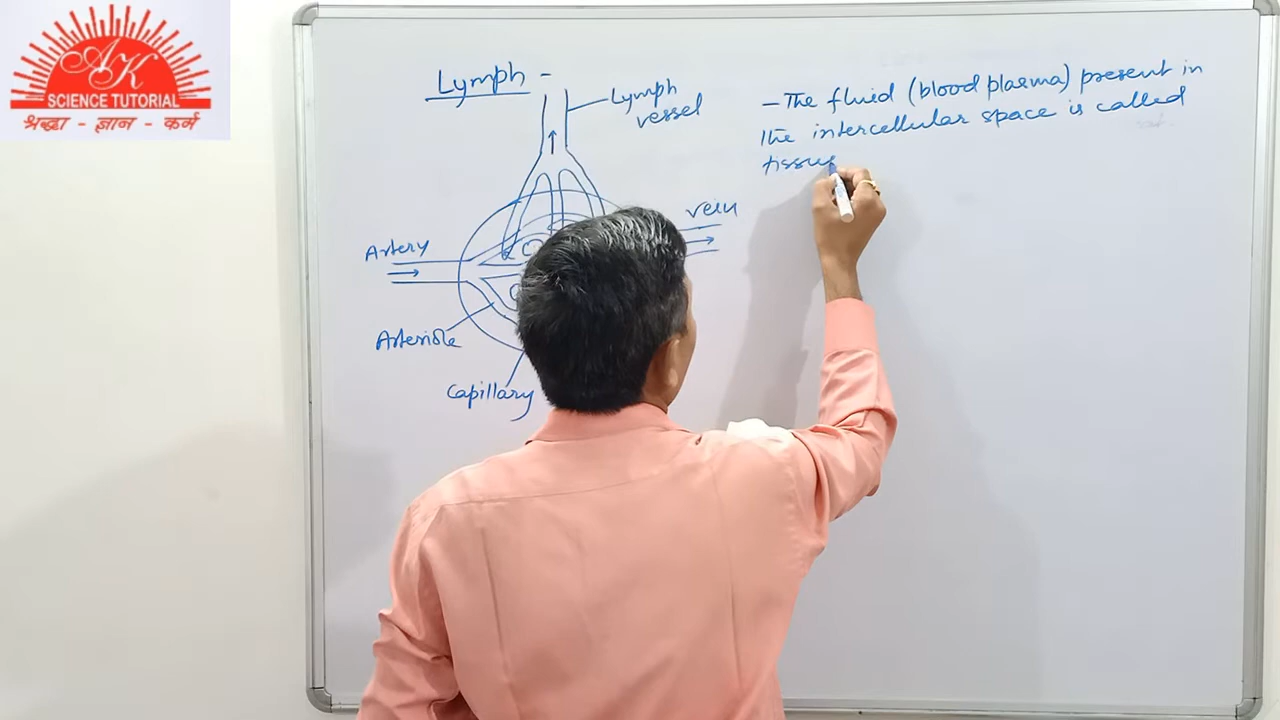 AK
SCIENCE TUTORIAL
श्रद्धा - ज्ञान - कर्म
Lymph -
Lymph
vessel
Artery
vein
Arteriole
Capillary
- The fluid (blood plasma) present in
the intercellular space is called
tissue